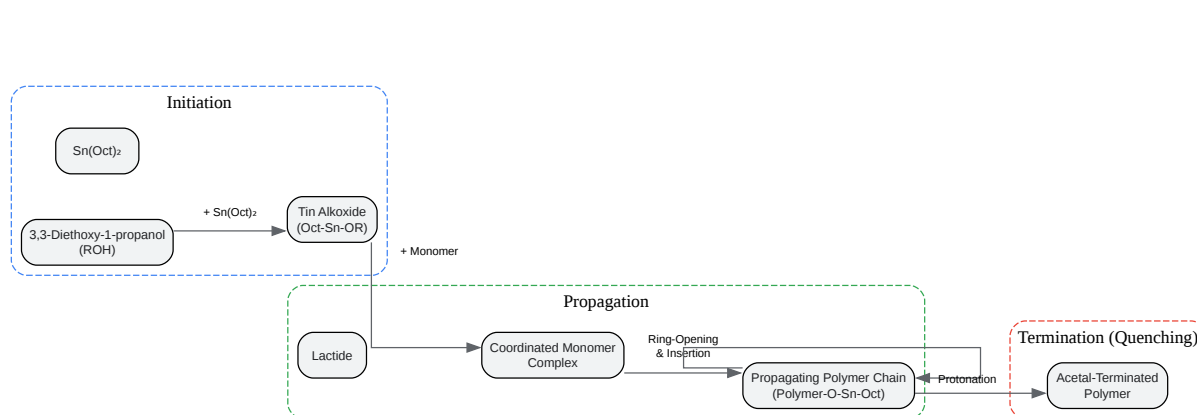 Initiation
Sn(Oct)₂
3,3-Diethoxy-1-propanol
(ROH)
+ Sn(Oct)₂
Tin Alkoxide
(Oct-Sn-OR)
+ Monomer
Propagation
Lactide
Coordinated Monomer
Complex
Ring-Opening
& Insertion
Propagating Polymer Chain
(Polymer-O-Sn-Oct)
Protonation
Termination (Quenching)
Acetal-Terminated
Polymer